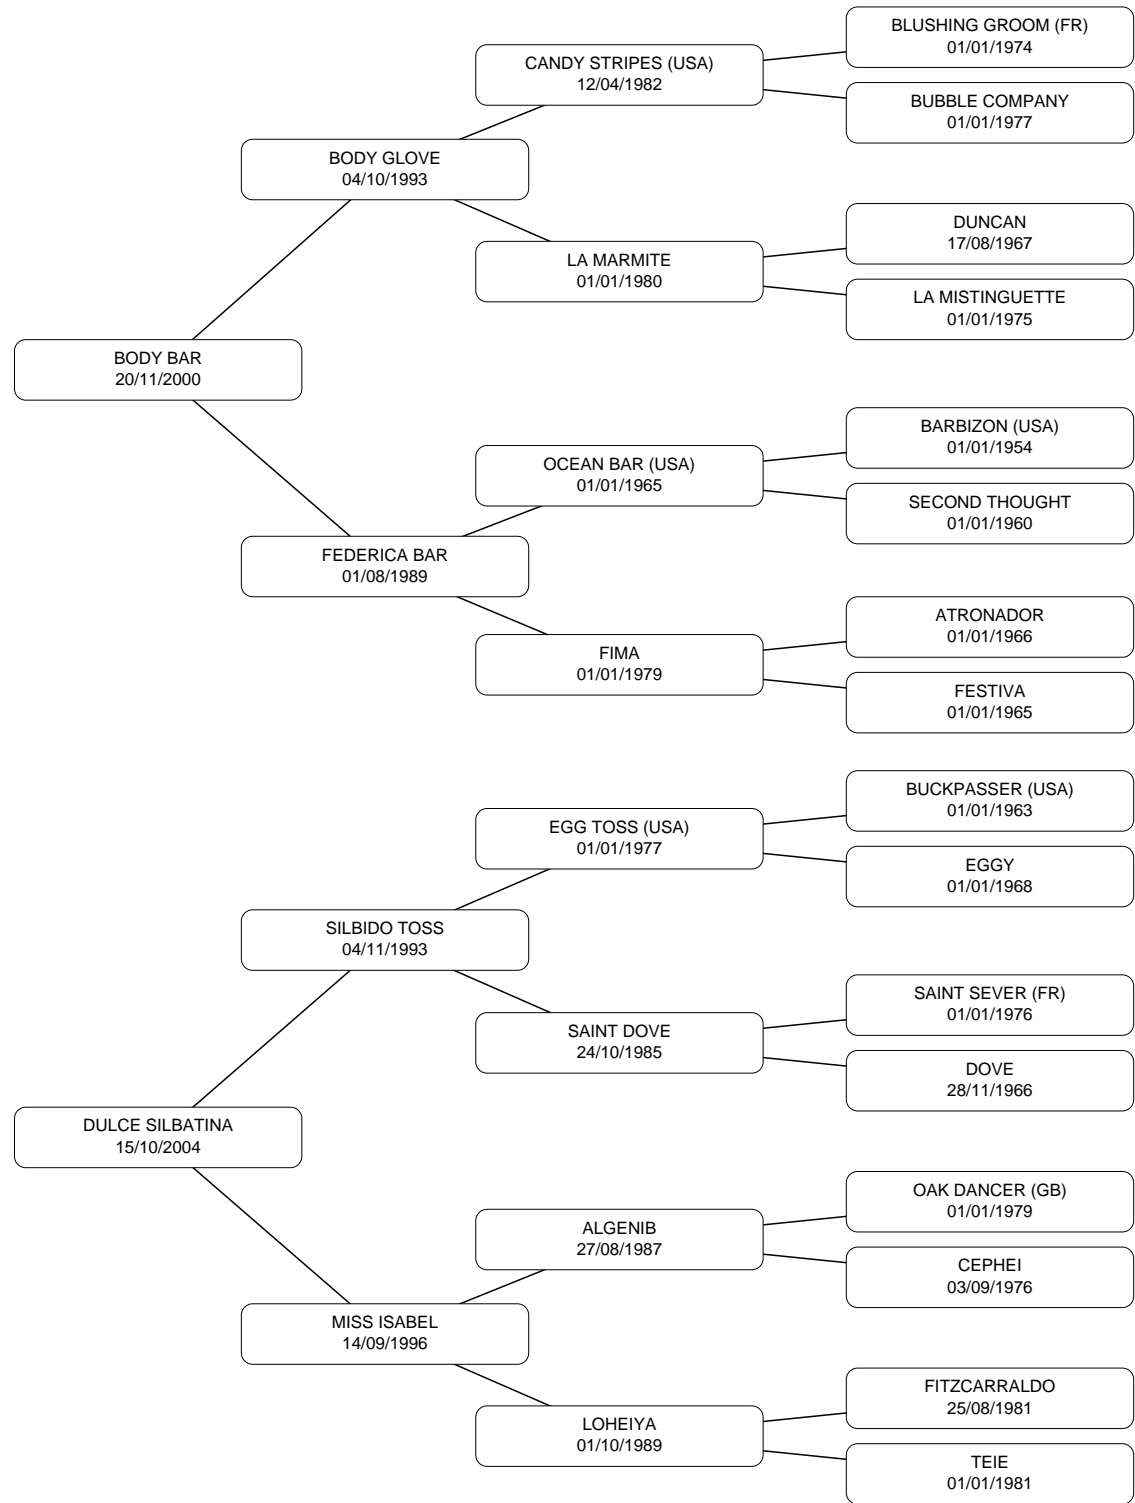 BLUSHING GROOM (FR)
01/01/1974
CANDY STRIPES (USA)
12/04/1982
BUBBLE COMPANY
01/01/1977
BODY GLOVE
04/10/1993
DUNCAN
17/08/1967
LA MARMITE
01/01/1980
LA MISTINGUETTE
01/01/1975
BODY BAR
20/11/2000
BARBIZON (USA)
01/01/1954
OCEAN BAR (USA)
01/01/1965
SECOND THOUGHT
01/01/1960
FEDERICA BAR
01/08/1989
ATRONADOR
01/01/1966
FIMA
01/01/1979
FESTIVA
01/01/1965
BUCKPASSER (USA)
01/01/1963
EGG TOSS (USA)
01/01/1977
EGGY
01/01/1968
SILBIDO TOSS
04/11/1993
SAINT SEVER (FR)
01/01/1976
SAINT DOVE
24/10/1985
DOVE
28/11/1966
DULCE SILBATINA
15/10/2004
OAK DANCER (GB)
01/01/1979
ALGENIB
27/08/1987
CEPHEI
03/09/1976
MISS ISABEL
14/09/1996
FITZCARRALDO
25/08/1981
LOHEIYA
01/10/1989
TEIE
01/01/1981